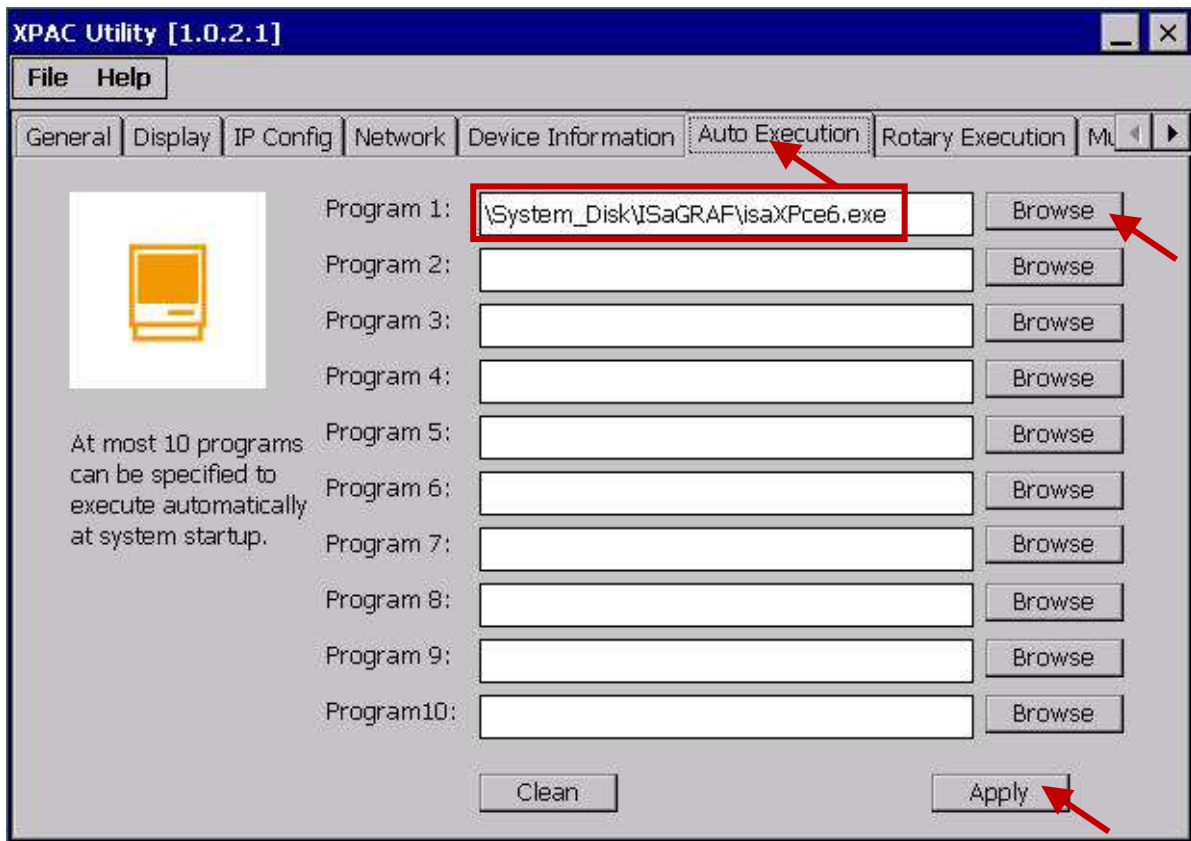 XPAC Utility [1.0.2.1]
File Help
General Display IP Config Network Device Information Auto Execution Rotary Execution
Program 1: \System_Disk\ISaGRAF\isaXPce6.exe Browse
Program 2: Browse
Program 3: Browse
Program 4: Browse
At most 10 programs
can be specified to
execute automatically
at system startup.
Program 5: Browse
Program 6: Browse
Program 7: Browse
Program 8: Browse
Program 9: Browse
Program10: Browse
Clean Apply